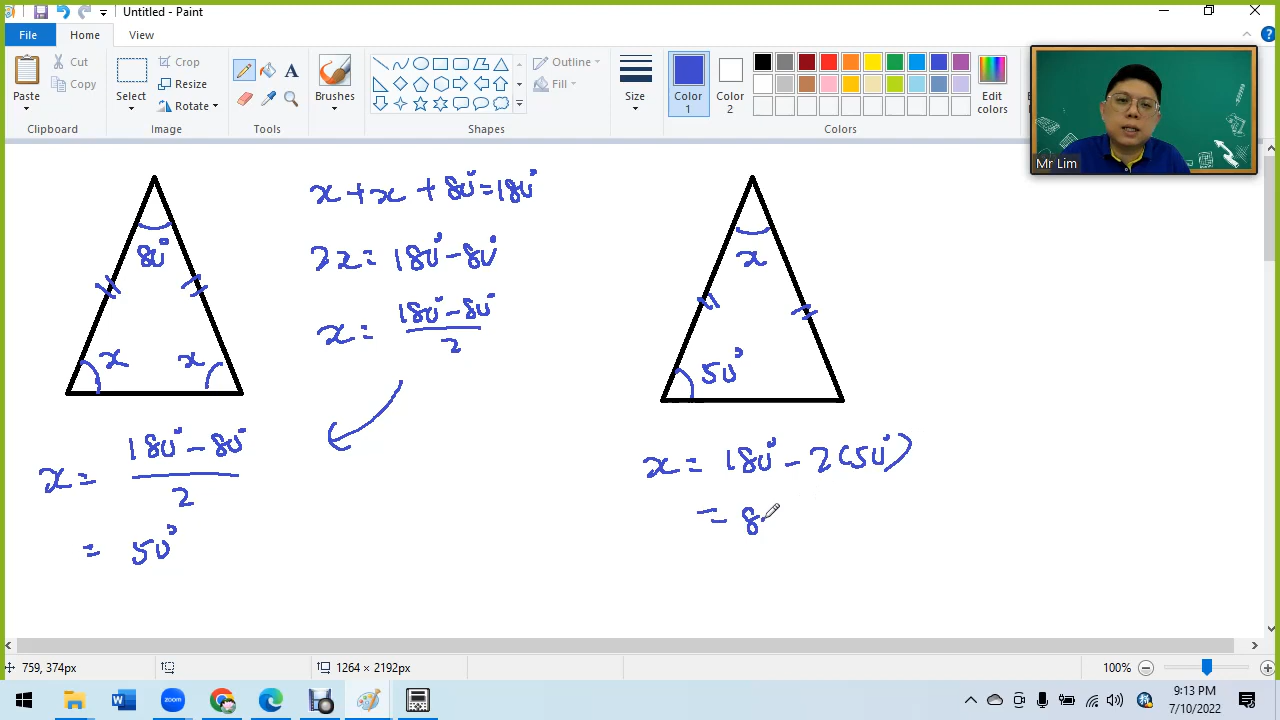 Untitled - Paint
File Home View
Cut
Copy
Paste
Clipboard
Crop
Resize
Rotate
Select
Image
Tools
Brushes
Outline
Fill
Shapes
Size
Color 1
Color 2
Edit colors
Colors
Mr Lim
80°
x x
x + x + 80° = 180°
2x = 180° - 80°
x = 180° - 80°
2
x = 180° - 80°
2
= 50°
x
50°
x = 180° - 2(50°)
= 8
759, 374px
1264 × 2192px
100%
zoom
9:13 PM
7/10/2022